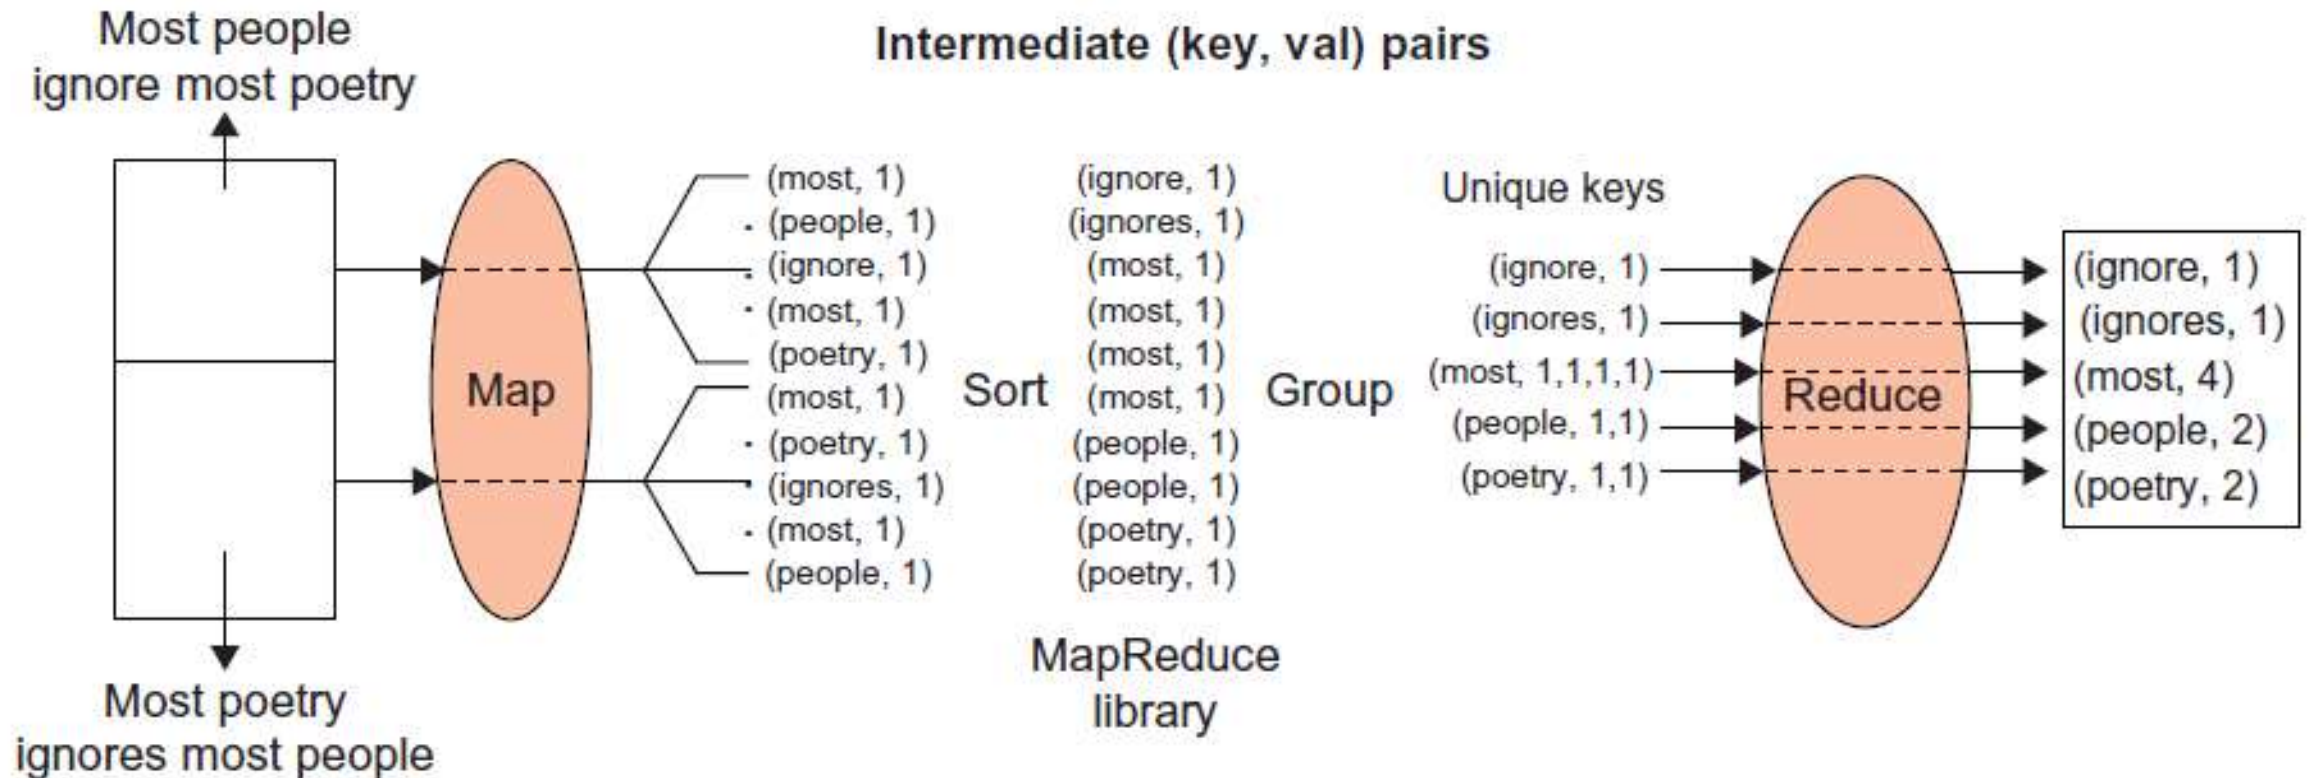 Most people
ignore most poetry
Intermediate (key, val) pairs
Map
(most, 1)
(people, 1)
(ignore, 1)
(most, 1)
(poetry, 1)
(most, 1)
(poetry, 1)
(ignores, 1)
(most, 1)
(people, 1)
Sort
(ignore, 1)
(ignores, 1)
(most, 1)
(most, 1)
(most, 1)
(most, 1)
(people, 1)
(people, 1)
(poetry, 1)
(poetry, 1)
Group
Unique keys
(ignore, 1)
(ignores, 1)
(most, 1,1,1,1)
(people, 1,1)
(poetry, 1,1)
Reduce
(ignore, 1)
(ignores, 1)
(most, 4)
(people, 2)
(poetry, 2)
MapReduce
library
Most poetry
ignores most people